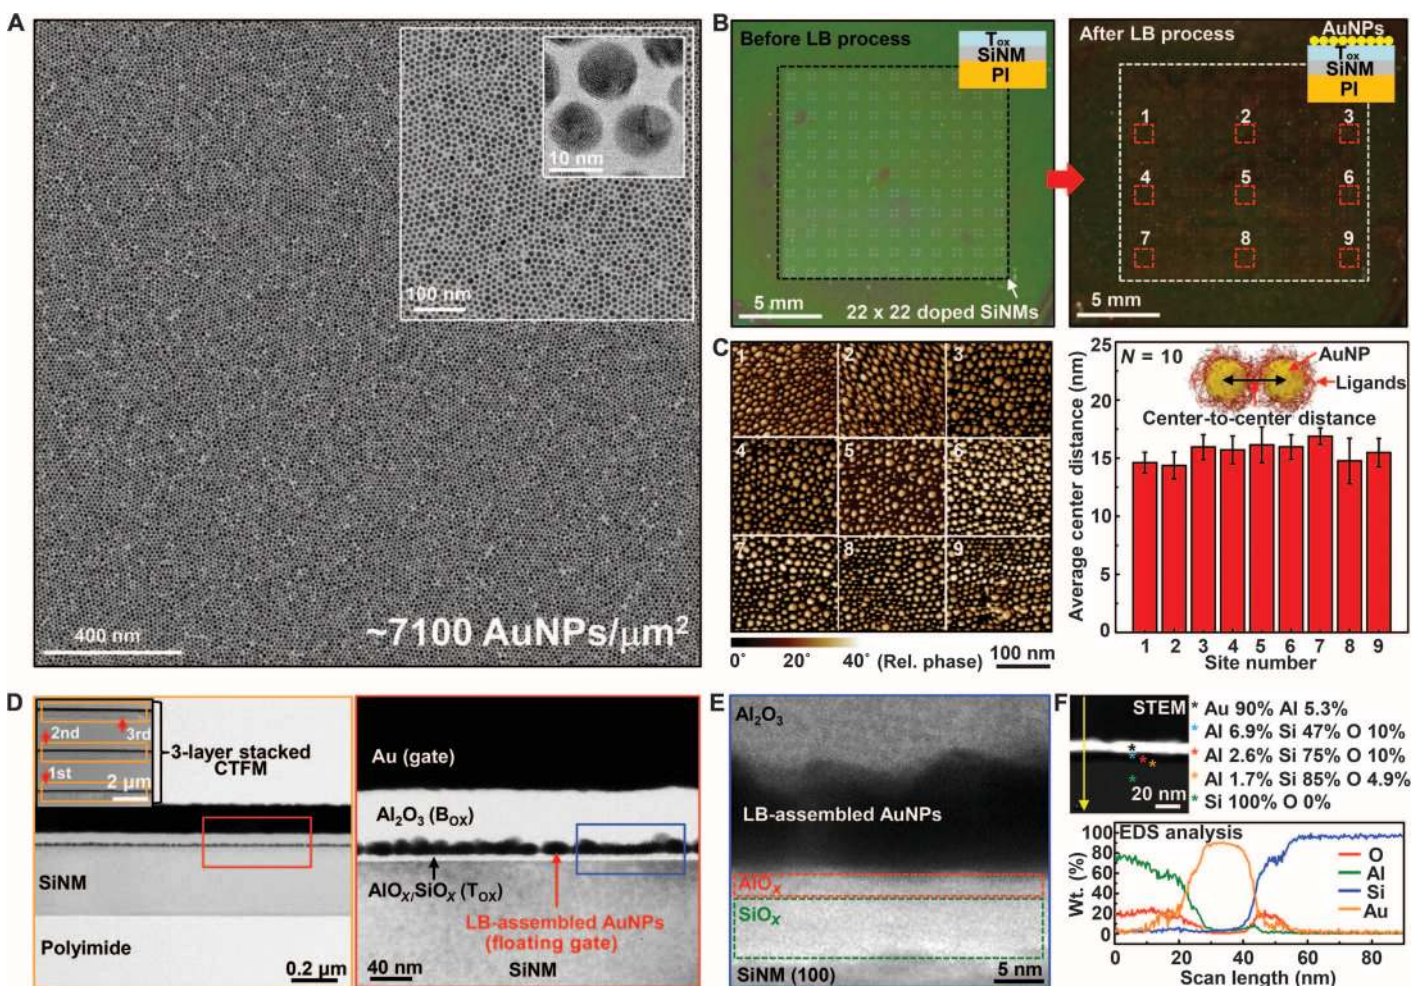 A
100 nm
10 nm
400 nm
~7100 AuNPs/μm²
B
Before LB process
Tox
SiNM
PI
5 mm
22 x 22 doped SiNMs
After LB process
AuNPs
Tox
SiNM
PI
1 2 3
4 5 6
7 8 9
5 mm
C
1 2 3
4 5 6
7 8 9
0° 20° 40° (Rel. phase) 100 nm
Average center distance (nm)
25
20
15
10
5
0
N = 10
AuNP
Ligands
Center-to-center distance
1 2 3 4 5 6 7 8 9
Site number
D
2nd 3rd
1st
2 μm
3-layer stacked
CTFM
SiNM
Polyimide
0.2 μm
Au (gate)
Al₂O₃ (BOX)
AlOx/SiOx (TOX)
LB-assembled AuNPs
(floating gate)
40 nm
SiNM
E
Al₂O₃
LB-assembled AuNPs
AlOx
SiOx
SiNM (100)
5 nm
F
STEM
20 nm
* Au 90% Al 5.3%
* Al 6.9% Si 47% O 10%
* Al 2.6% Si 75% O 10%
* Al 1.7% Si 85% O 4.9%
* Si 100% O 0%
EDS analysis
Wt. (%)
100
80
60
40
20
0
O
Al
Si
Au
0 20 40 60 80
Scan length (nm)